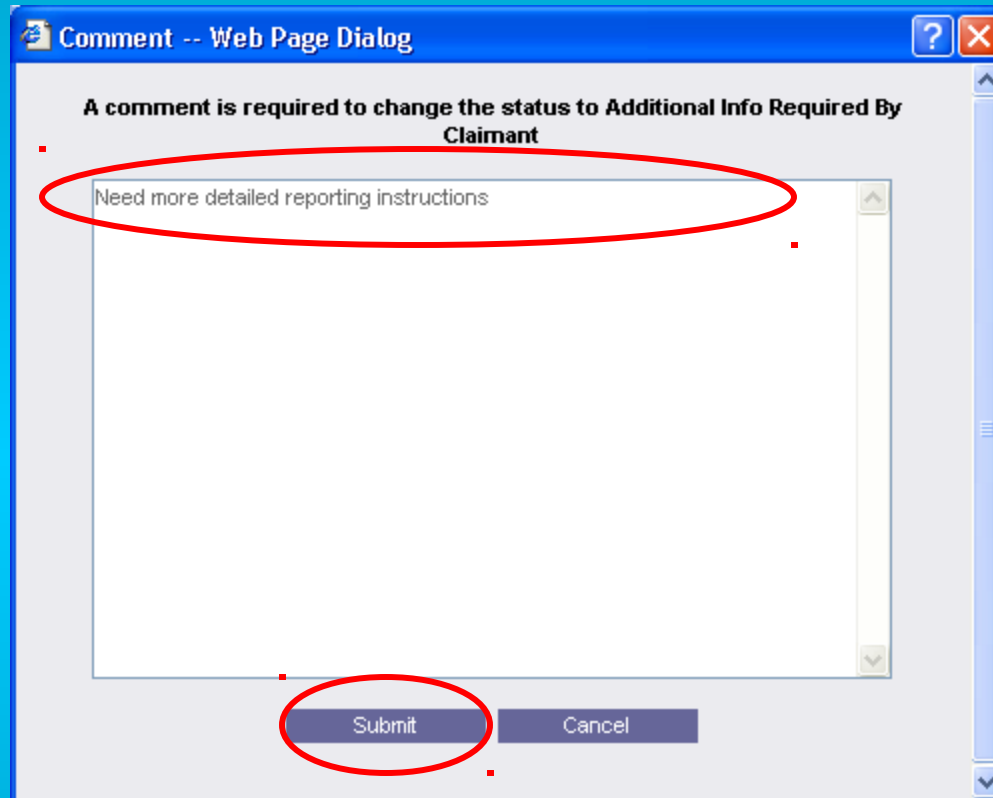 Comment -- Web Page Dialog
A comment is required to change the status to Additional Info Required By
Claimant
Need more detailed reporting instructions
Submit
Cancel